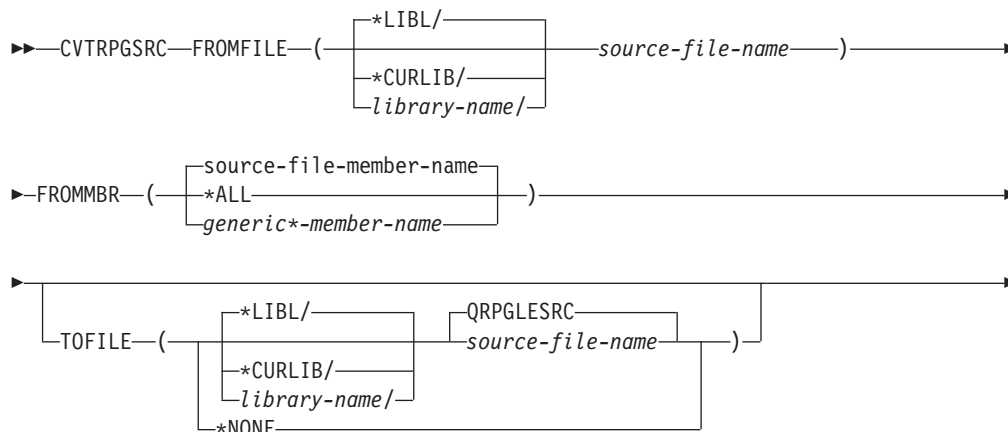 *LIBL/
CVTRPGSRC FROMFILE ( source-file-name )
*CURLIB/
library-name/
source-file-member-name
FROMMBR ( *ALL )
generic*-member-name
*LIBL/ QRPGLESRC
TOFILE ( source-file-name )
*CURLIB/
library-name/
*NONE